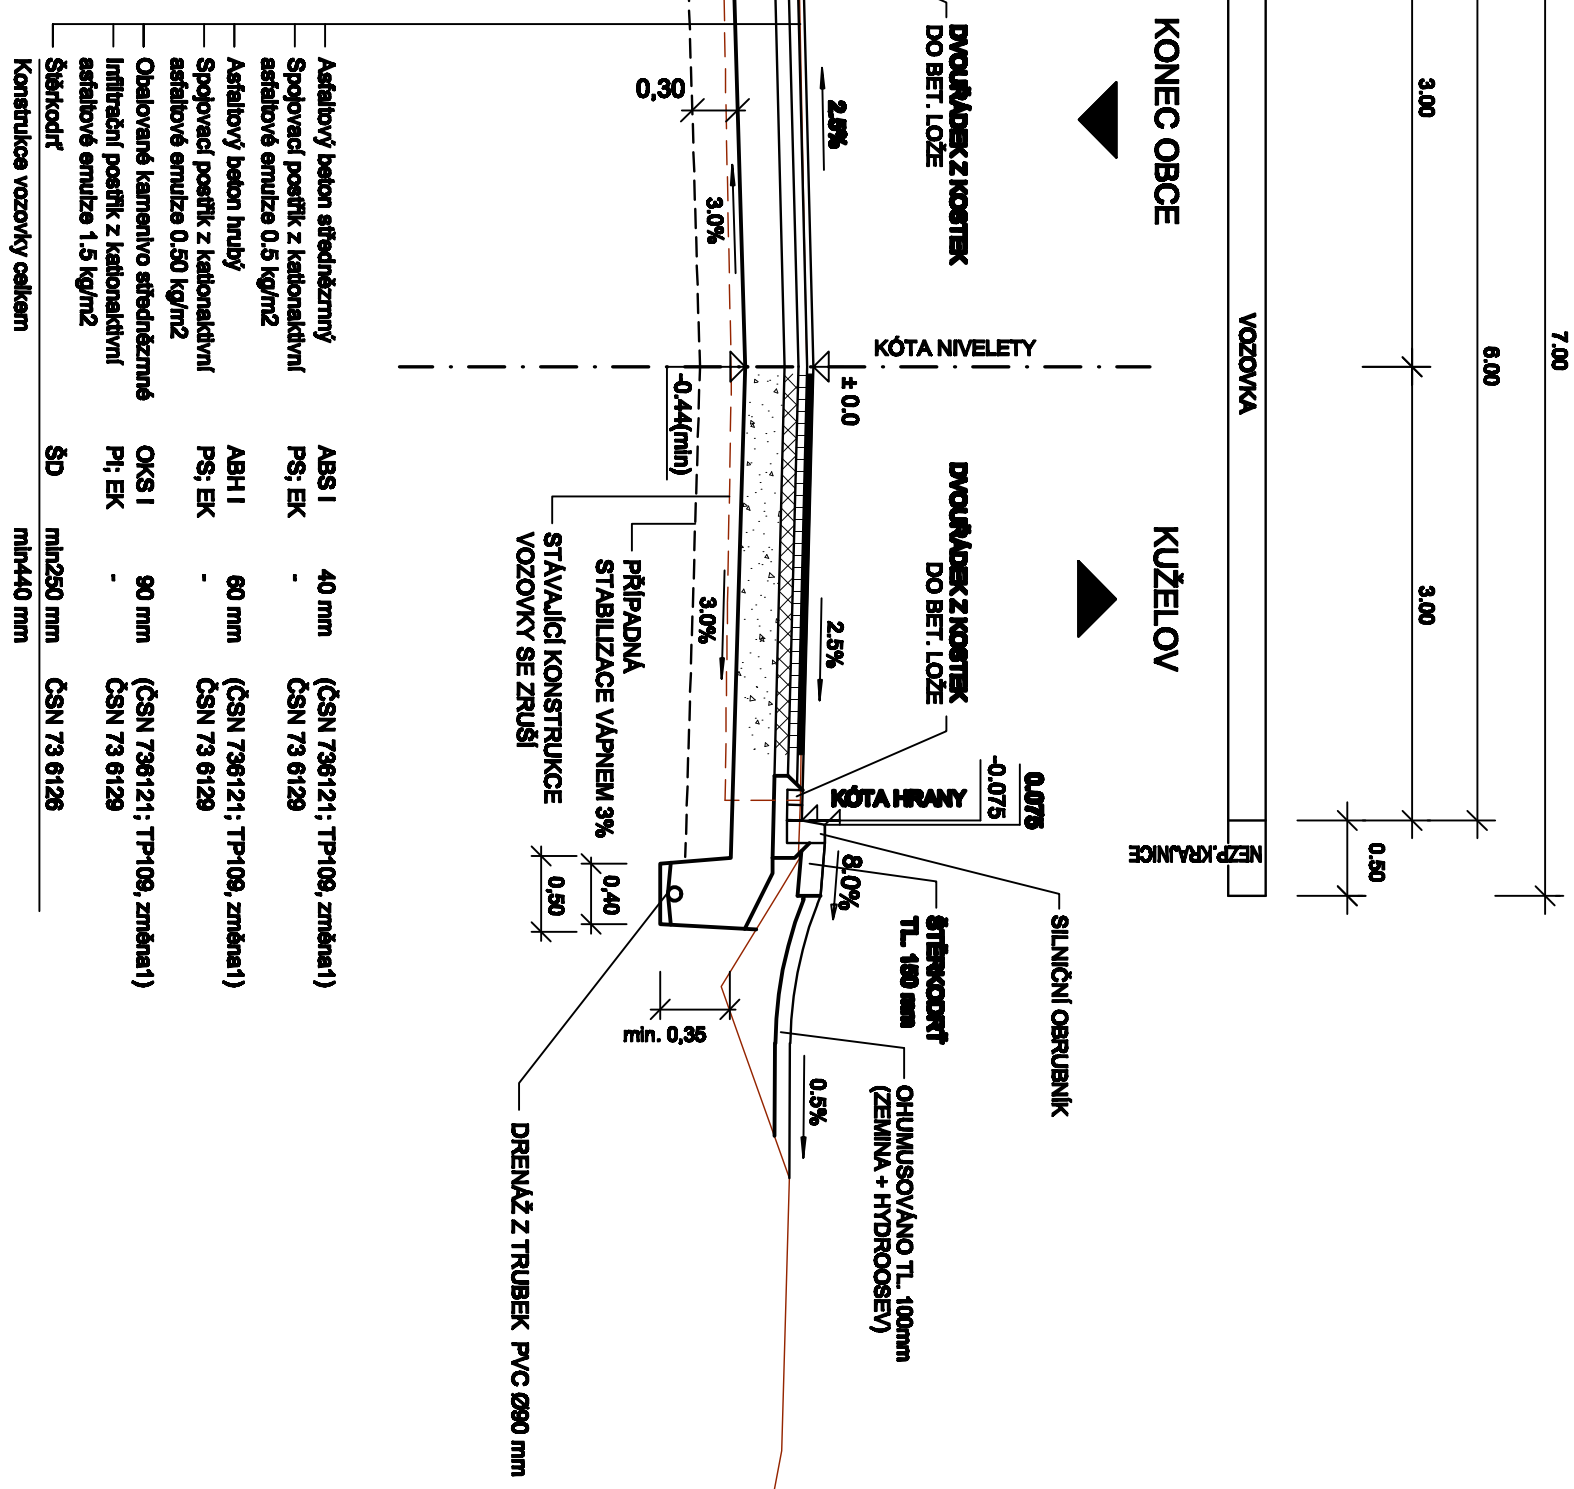 7.00
6.00
3.00
3.00
0.50
VOZOVKA
NEZP.KRAJNICE
KONEC OBCE
KUŽELOV
SILNIČNÍ OBRUBNÍK
0.075
-0.075
KÓTA NIVELETY
KÓTA HRANY
DVOUŘÁDEK Z KOSTEK
DO BET. LOŽE
DVOUŘÁDEK Z KOSTEK
DO BET. LOŽE
ŠTĚRKODRŤ
TL. 150 mm
OHUMUSOVÁNO TL. 100mm
(ZEMINA + HYDROOSEV)
± 0.0
2.5%
2.5%
8.0%
0.5%
3.0%
3.0%
0,30
-0.44(min)
min. 0,35
PŘÍPADNÁ
STABILIZACE VÁPNEM 3%
0,40
STÁVAJÍCÍ KONSTRUKCE
VOZOVKY SE ZRUŠÍ
0,50
DRENÁŽ Z TRUBEK PVC Ø90 mm
Asfaltový beton střednězrnný ABS I 40 mm (ČSN 736121; TP109, změna1)
Spojovací postřik z kationaktivní PS; EK - ČSN 73 6129
asfaltové emulze 0.5 kg/m2
Asfaltový beton hrubý ABH I 60 mm (ČSN 736121; TP109, změna1)
Spojovací postřik z kationaktivní PS; EK - ČSN 73 6129
asfaltové emulze 0.50 kg/m2
Obalované kamenivo střednězrnné OKS I 90 mm (ČSN 736121; TP109, změna1)
Infiltrační postřik z kationaktivní PI; EK - ČSN 73 6129
asfaltové emulze 1.5 kg/m2
Štěrkodrť ŠD min250 mm ČSN 73 6126
Konstrukce vozovky celkem min440 mm